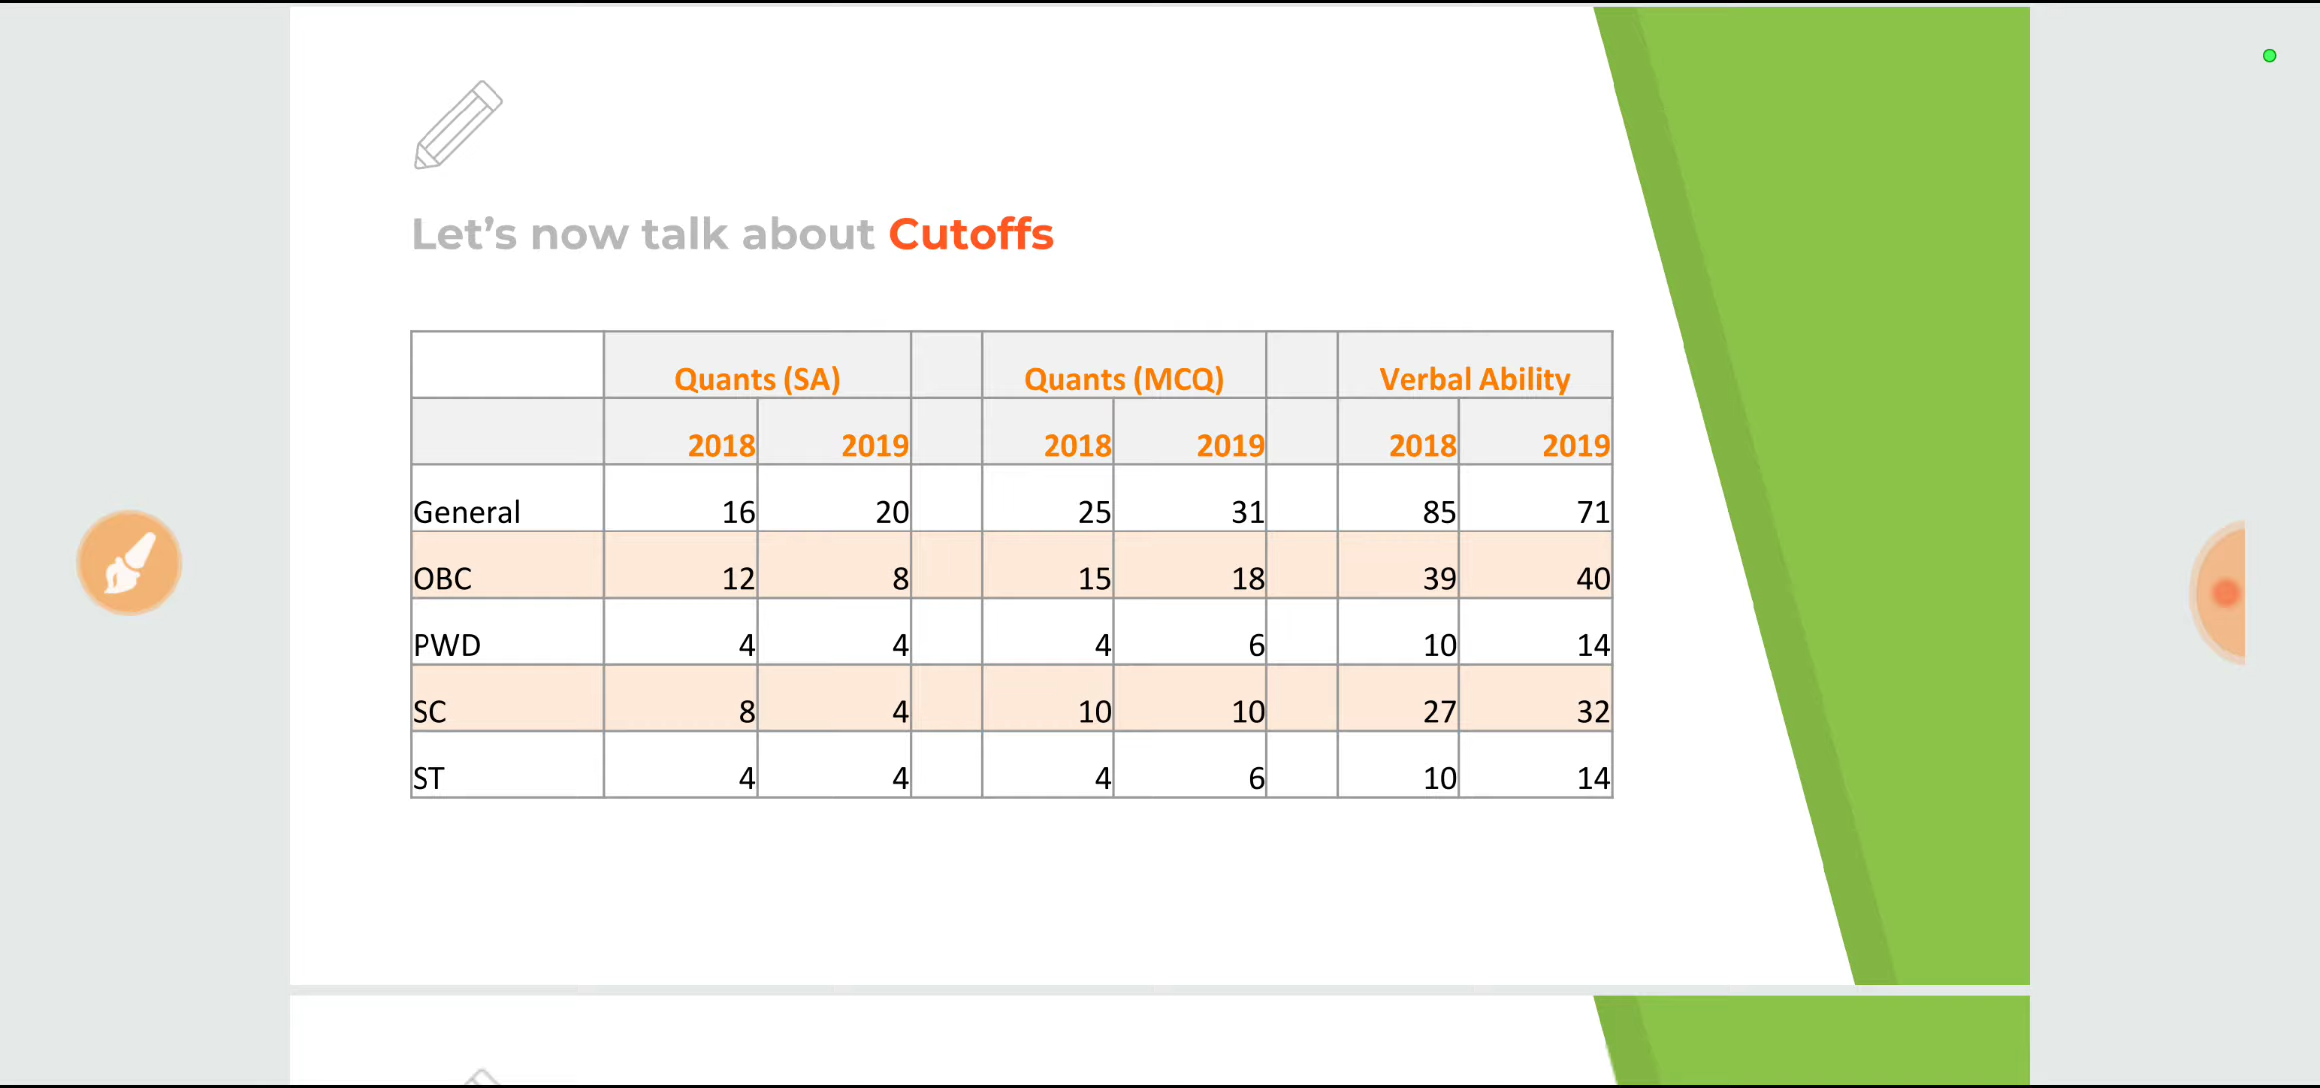 Let’s now talk about Cutoffs
Quants (SA) Quants (MCQ) Verbal Ability
2018 2019 2018 2019 2018 2019
General 16 20 25 31 85 71
OBC 12 8 15 18 39 40
PWD 4 4 4 6 10 14
SC 8 4 10 10 27 32
ST 4 4 4 6 10 14